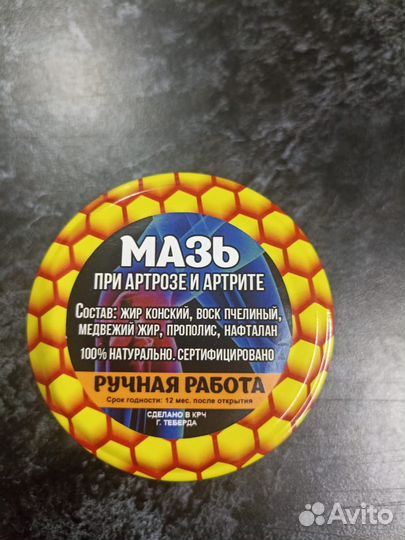 МАЗЬ
ПРИ АРТРОЗЕ И АРТРИТЕ
СОСТАВ: ЖИР КОНСКИЙ, ВОСК ПЧЕЛИНЫЙ,
МЕДВЕЖИЙ ЖИР, ПРОПОЛИС, НАФТАЛАН
100% НАТУРАЛЬНО. СЕРТИФИЦИРОВАНО
РУЧНАЯ РАБОТА
Срок годности: 12 мес. после открытия
СДЕЛАНО В КРЧ
Г. ТЕБЕРДА
Avito